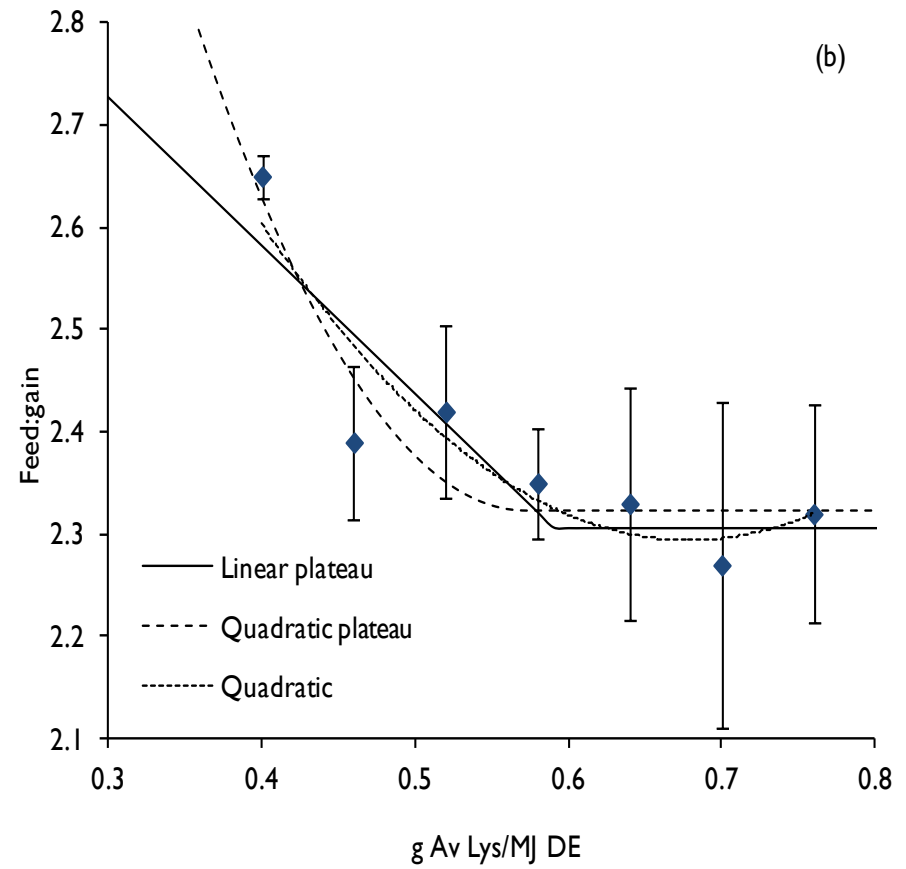 2.8
(b)
2.7
2.6
2.5
2.4
2.3
2.2
2.1
Feed:gain
Linear plateau
Quadratic plateau
Quadratic
0.3 0.4 0.5 0.6 0.7 0.8
g Av Lys/MJ DE